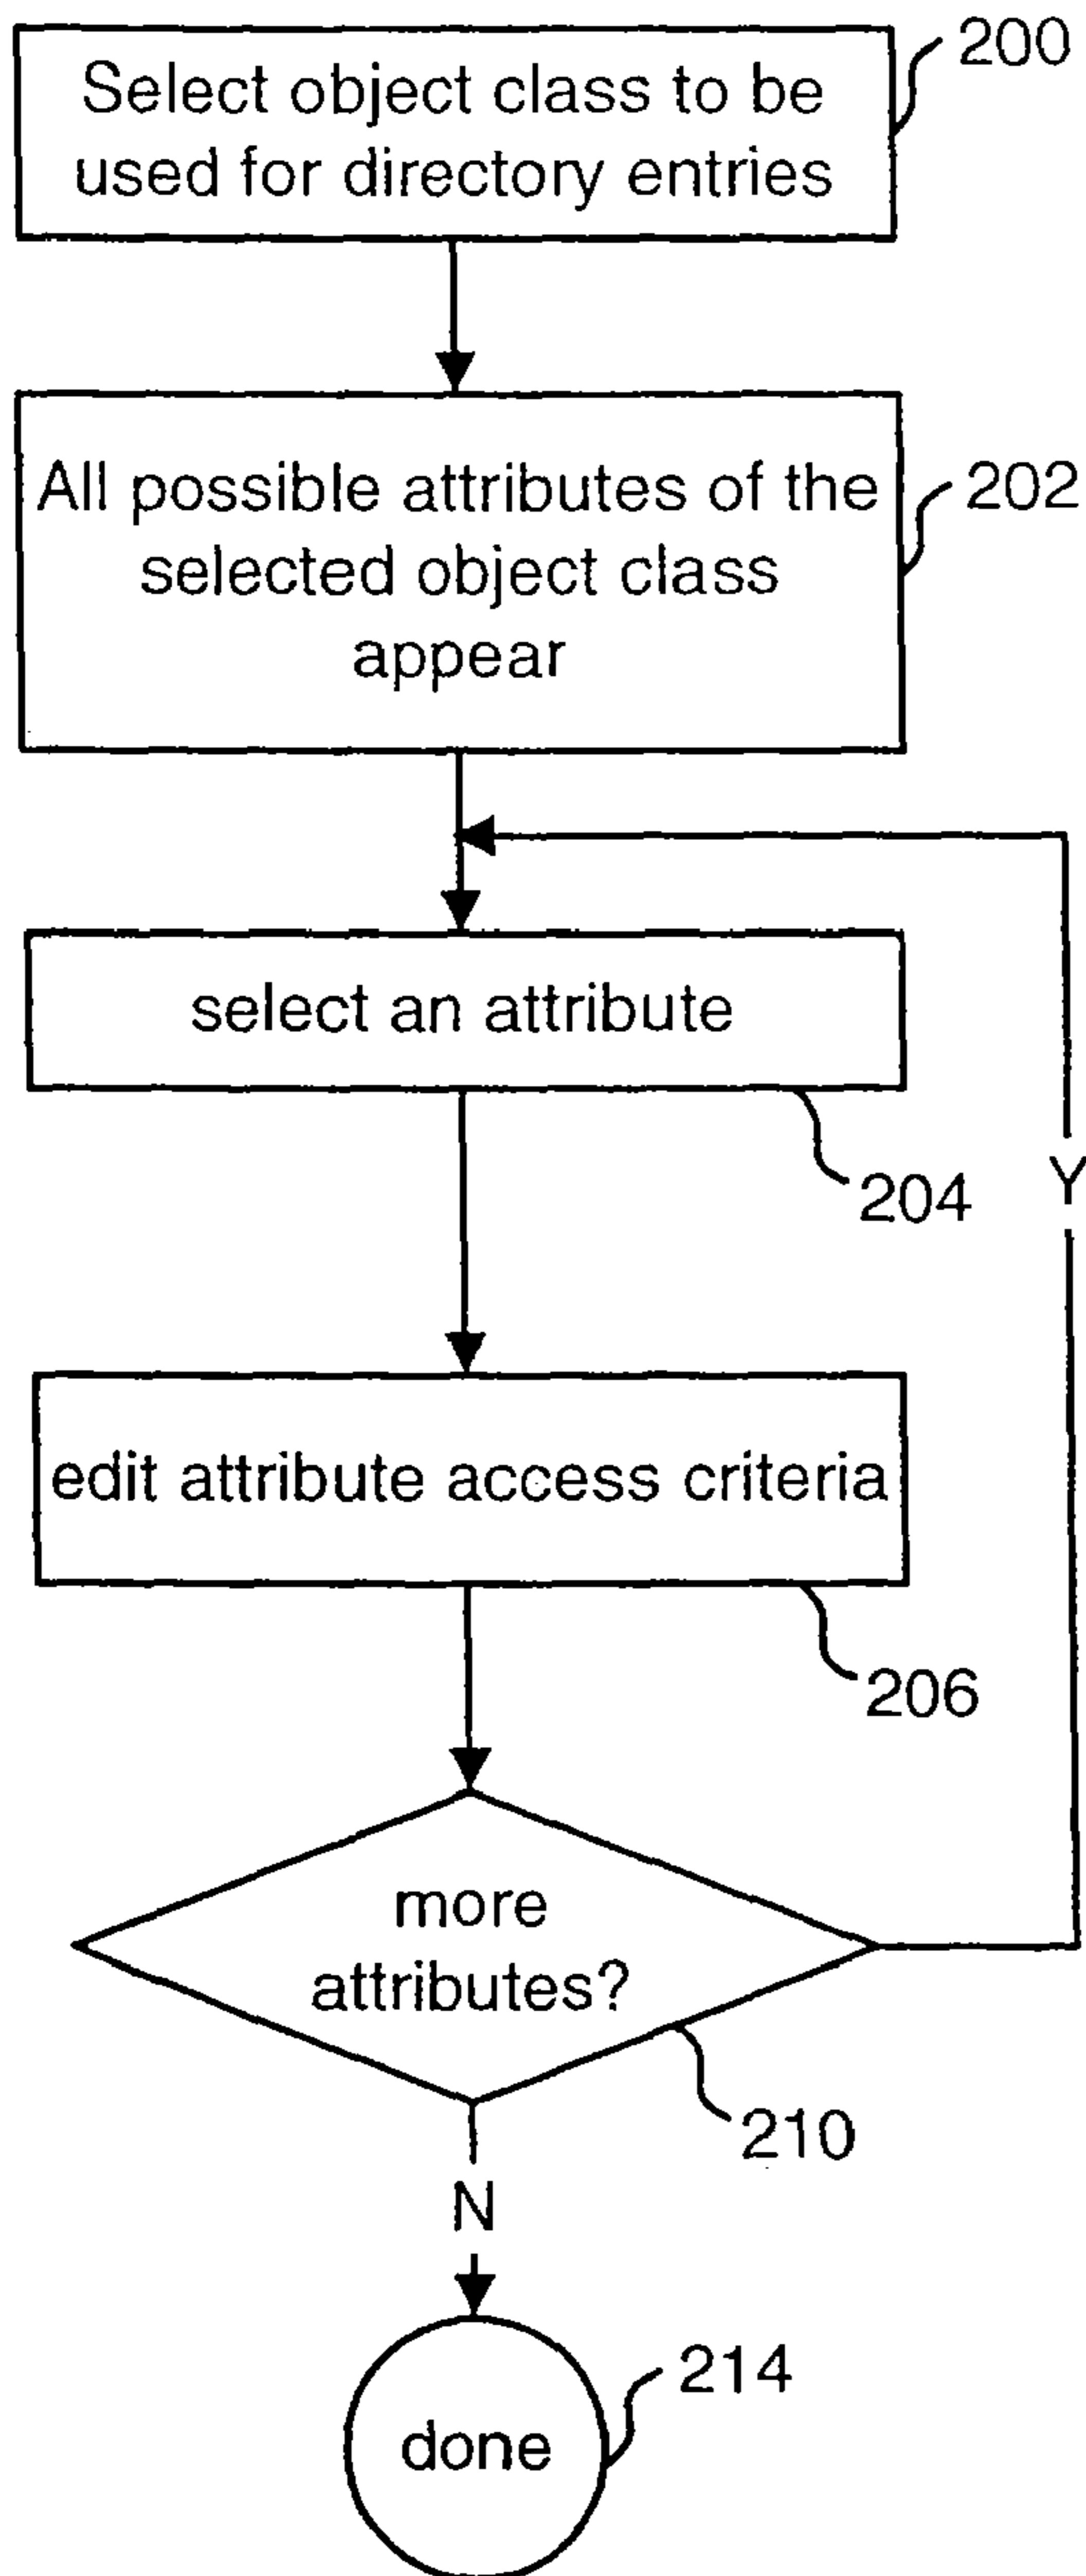 Select object class to be
used for directory entries
200
All possible attributes of the
selected object class
appear
202
select an attribute
204
Y
edit attribute access criteria
206
more
attributes?
210
N
done
214